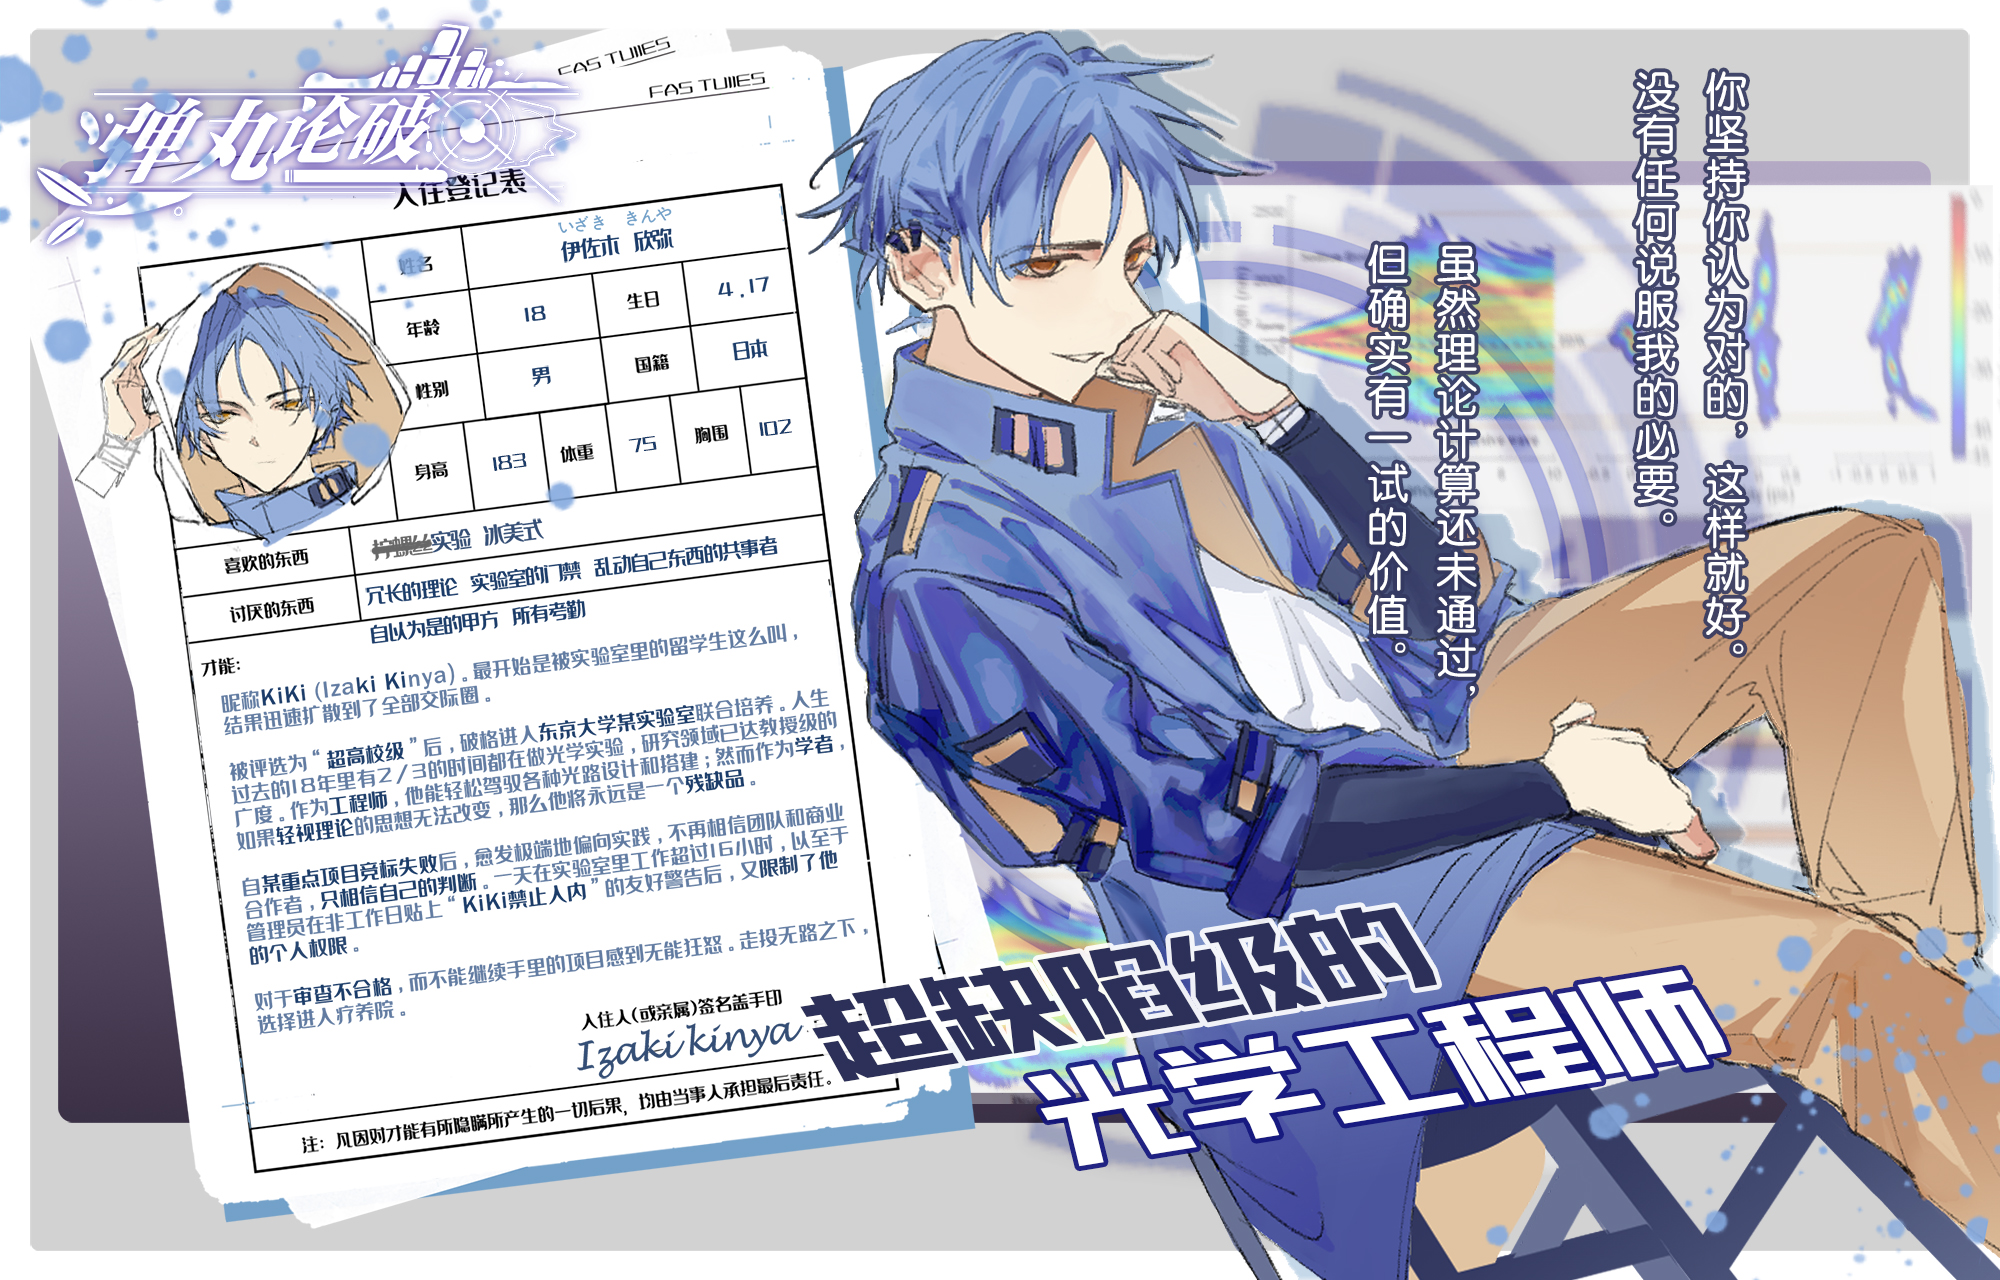 FAS TUIIES
FAS TUIIES
弹丸论破
入住登记表
姓名
いざき きんや
伊佐木 欣弥
年龄
18
生日
4.17
性别
男
国籍
日本
身高
183
体重
75
胸围
102
喜欢的东西
拧螺丝实验 冰美式
讨厌的东西
冗长的理论 实验室的门禁 乱动自己东西的共事者
自以为是的甲方 所有考勤
才能:
昵称KiKi (Izaki Kinya)。最开始是被实验室里的留学生这么叫,
结果迅速扩散到了全部交际圈。
被评选为“超高校级”后,破格进入东京大学某实验室联合培养。人生
过去的18年里有2/3的时间都在做光学实验,研究领域已达教授级的
广度。作为工程师,他能轻松驾驭各种光路设计和搭建;然而作为学者,
如果轻视理论的思想无法改变,那么他将永远是一个残缺品。
自某重点项目竞标失败后,愈发极端地偏向实践,不再相信团队和商业
合作者,只相信自己的判断。一天在实验室里工作超过16小时,以至于
管理员在非工作日贴上“KiKi禁止入内”的友好警告后,又限制了他
的个人权限。
对于审查不合格,而不能继续手里的项目感到无能狂怒。走投无路之下,
选择进入疗养院。
入住人(或亲属)签名盖手印
Izaki kinya
注: 凡因对才能有所隐瞒所产生的一切后果, 均由当事人承担最后责任。
你坚持你认为对的,这样就好。
没有任何说服我的必要。
虽然理论计算还未通过,
但确实有一试的价值。
超缺陷级的
光学工程师